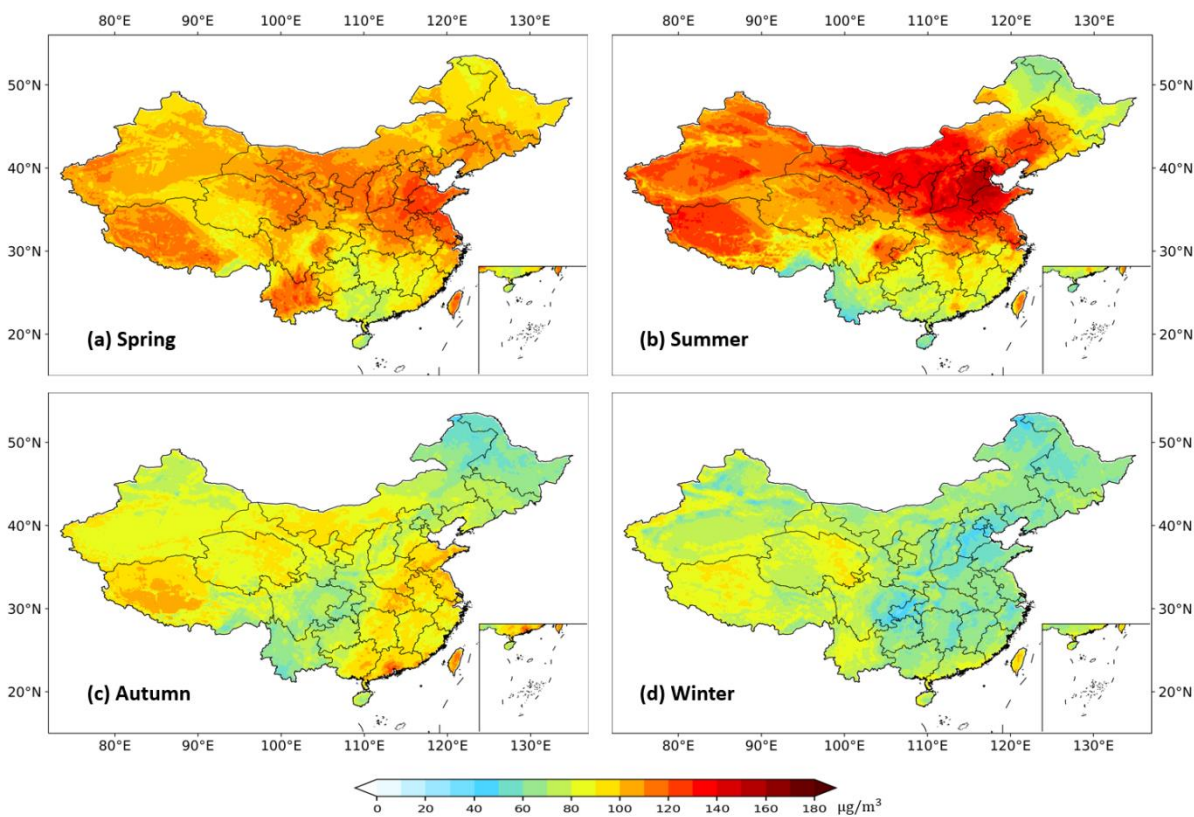 80°E 90°E 100°E 110°E 120°E 130°E 80°E 90°E 100°E 110°E 120°E 130°E
50°N 50°N
40°N 40°N
30°N 30°N
20°N 20°N
(a) Spring (b) Summer
50°N 50°N
40°N 40°N
30°N 30°N
20°N 20°N
(c) Autumn (d) Winter
80°E 90°E 100°E 110°E 120°E 130°E 80°E 90°E 100°E 110°E 120°E 130°E
0 20 40 60 80 100 120 140 160 180 μg/m³